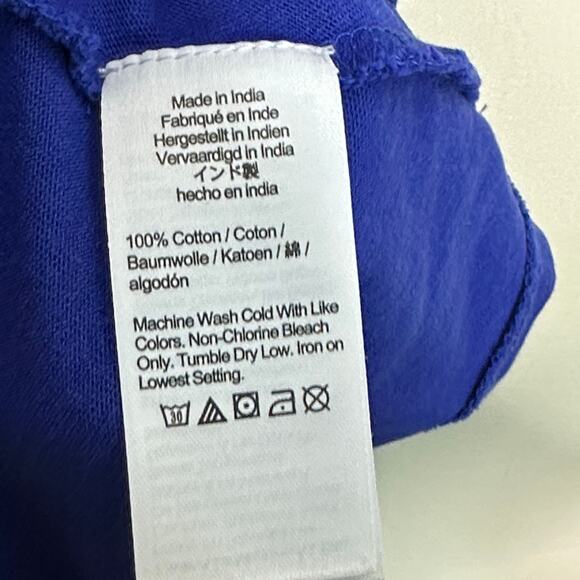 Made in India
Fabriqué en Inde
Hergestellt in Indien
Vervaardigd in India
インド製
hecho en india
100% Cotton / Coton /
Baumwolle / Katoen / 綿 /
algodón
Machine Wash Cold With Like
Colors. Non-Chlorine Bleach
Only. Tumble Dry Low. Iron on
Lowest Setting.
30